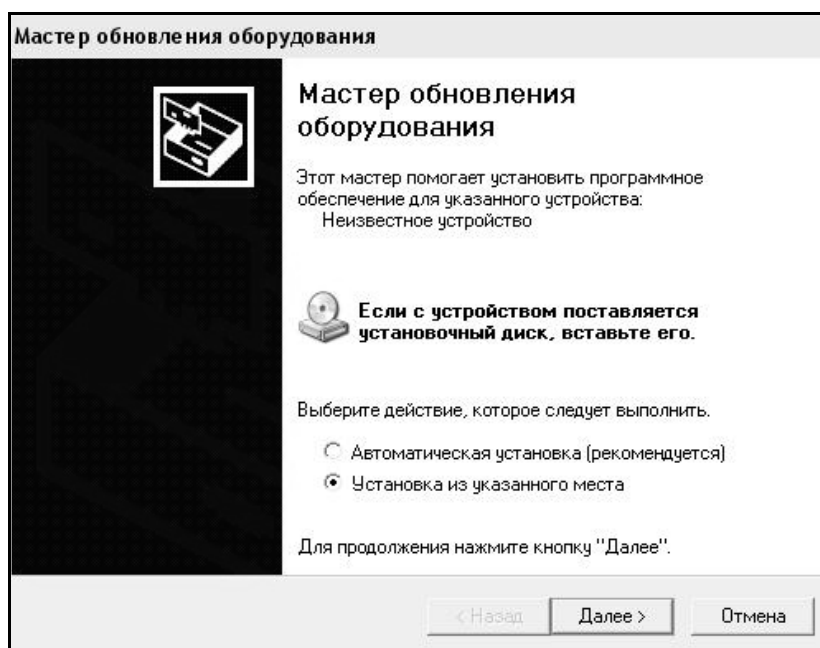 Мастер обновления оборудования
Мастер обновления
оборудования
Этот мастер помогает установить программное
обеспечение для указанного устройства:
Неизвестное устройство
Если с устройством поставляется
установочный диск, вставьте его.
Выберите действие, которое следует выполнить.
Автоматическая установка (рекомендуется)
Установка из указанного места
Для продолжения нажмите кнопку "Далее".
< Назад Далее > Отмена